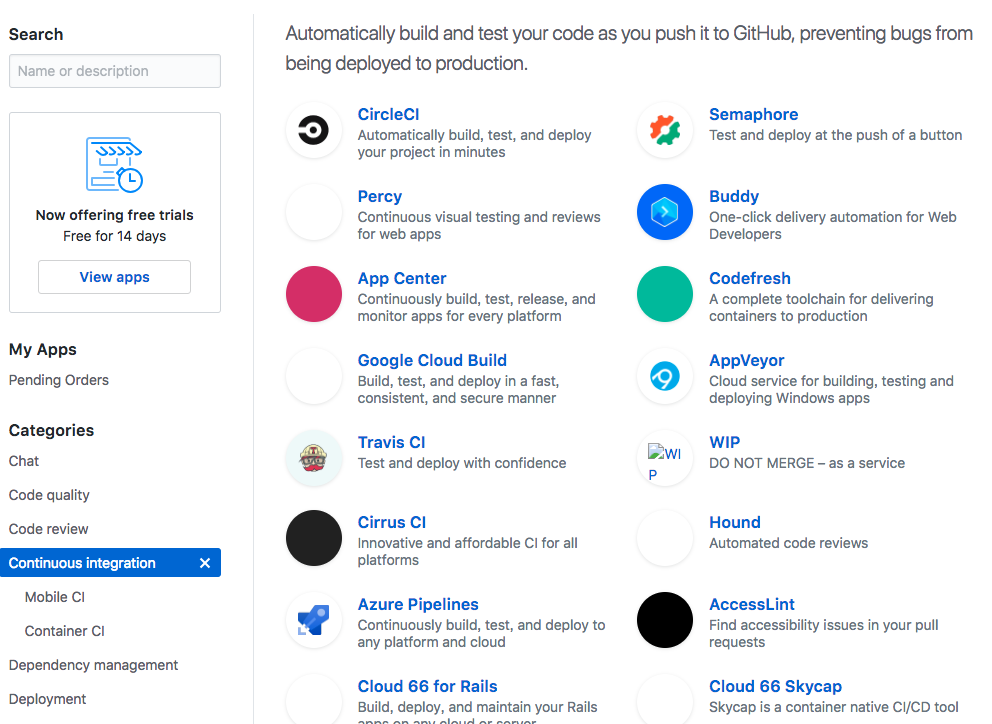 Search
Name or description
Now offering free trials
Free for 14 days
View apps
My Apps
Pending Orders
Categories
Chat
Code quality
Code review
Continuous integration ×
Mobile CI
Container CI
Dependency management
Deployment
Automatically build and test your code as you push it to GitHub, preventing bugs from
being deployed to production.
CircleCI
Automatically build, test, and deploy
your project in minutes
Semaphore
Test and deploy at the push of a button
Percy
Continuous visual testing and reviews
for web apps
Buddy
One-click delivery automation for Web
Developers
App Center
Continuously build, test, release, and
monitor apps for every platform
Codefresh
A complete toolchain for delivering
containers to production
Google Cloud Build
Build, test, and deploy in a fast,
consistent, and secure manner
AppVeyor
Cloud service for building, testing and
deploying Windows apps
Travis CI
Test and deploy with confidence
WI
P
WIP
DO NOT MERGE – as a service
Cirrus CI
Innovative and affordable CI for all
platforms
Hound
Automated code reviews
Azure Pipelines
Continuously build, test, and deploy to
any platform and cloud
AccessLint
Find accessibility issues in your pull
requests
Cloud 66 for Rails
Build, deploy, and maintain your Rails
apps on any cloud or server
Cloud 66 Skycap
Skycap is a container native CI/CD tool